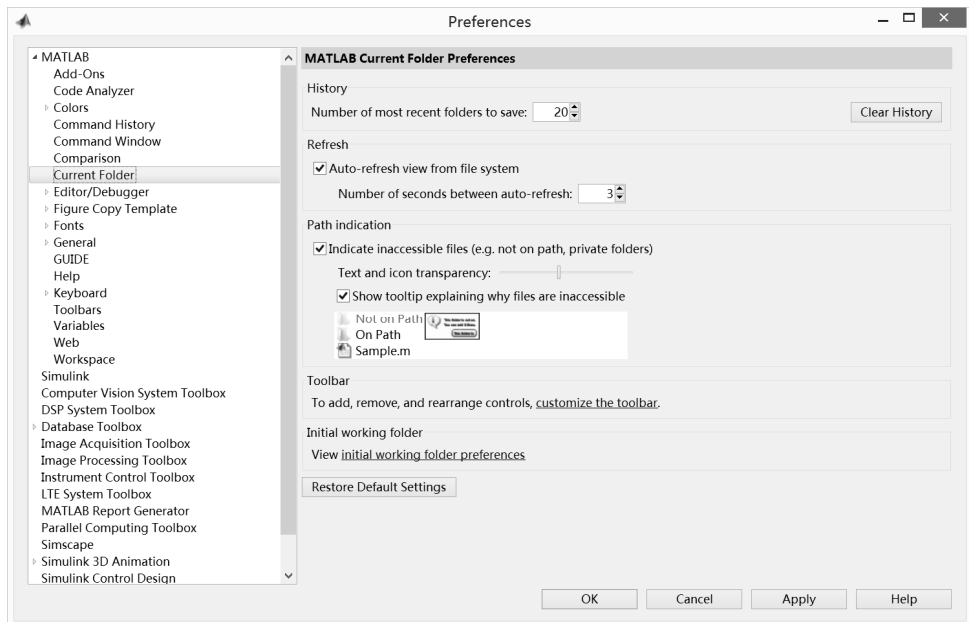 Preferences
MATLAB
Add-Ons
Code Analyzer
Colors
Command History
Command Window
Comparison
Current Folder
Editor/Debugger
Figure Copy Template
Fonts
General
GUIDE
Help
Keyboard
Toolbars
Variables
Web
Workspace
Simulink
Computer Vision System Toolbox
DSP System Toolbox
Database Toolbox
Image Acquisition Toolbox
Image Processing Toolbox
Instrument Control Toolbox
LTE System Toolbox
MATLAB Report Generator
Parallel Computing Toolbox
Simscape
Simulink 3D Animation
Simulink Control Design
MATLAB Current Folder Preferences
History
Number of most recent folders to save: 20 Clear History
Refresh
Auto-refresh view from file system
Number of seconds between auto-refresh: 3
Path indication
Indicate inaccessible files (e.g. not on path, private folders)
Text and icon transparency:
Show tooltip explaining why files are inaccessible
Not on Path
On Path
Sample.m
Toolbar
To add, remove, and rearrange controls, customize the toolbar.
Initial working folder
View initial working folder preferences
Restore Default Settings
OK Cancel Apply Help